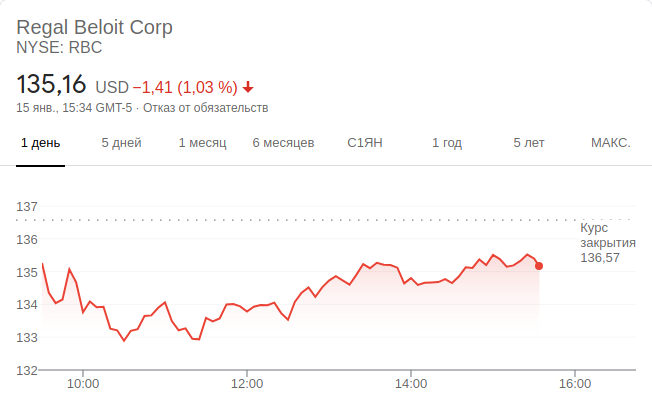 Regal Beloit Corp
NYSE: RBC
135,16 USD −1,41 (1,03 %)
15 янв., 15:34 GMT-5 · Отказ от обязательств
1 день 5 дней 1 месяц 6 месяцев С1ЯН 1 год 5 лет МАКС.
137
Курс
закрытия
136,57
136
135
134
133
132
10:00 12:00 14:00 16:00